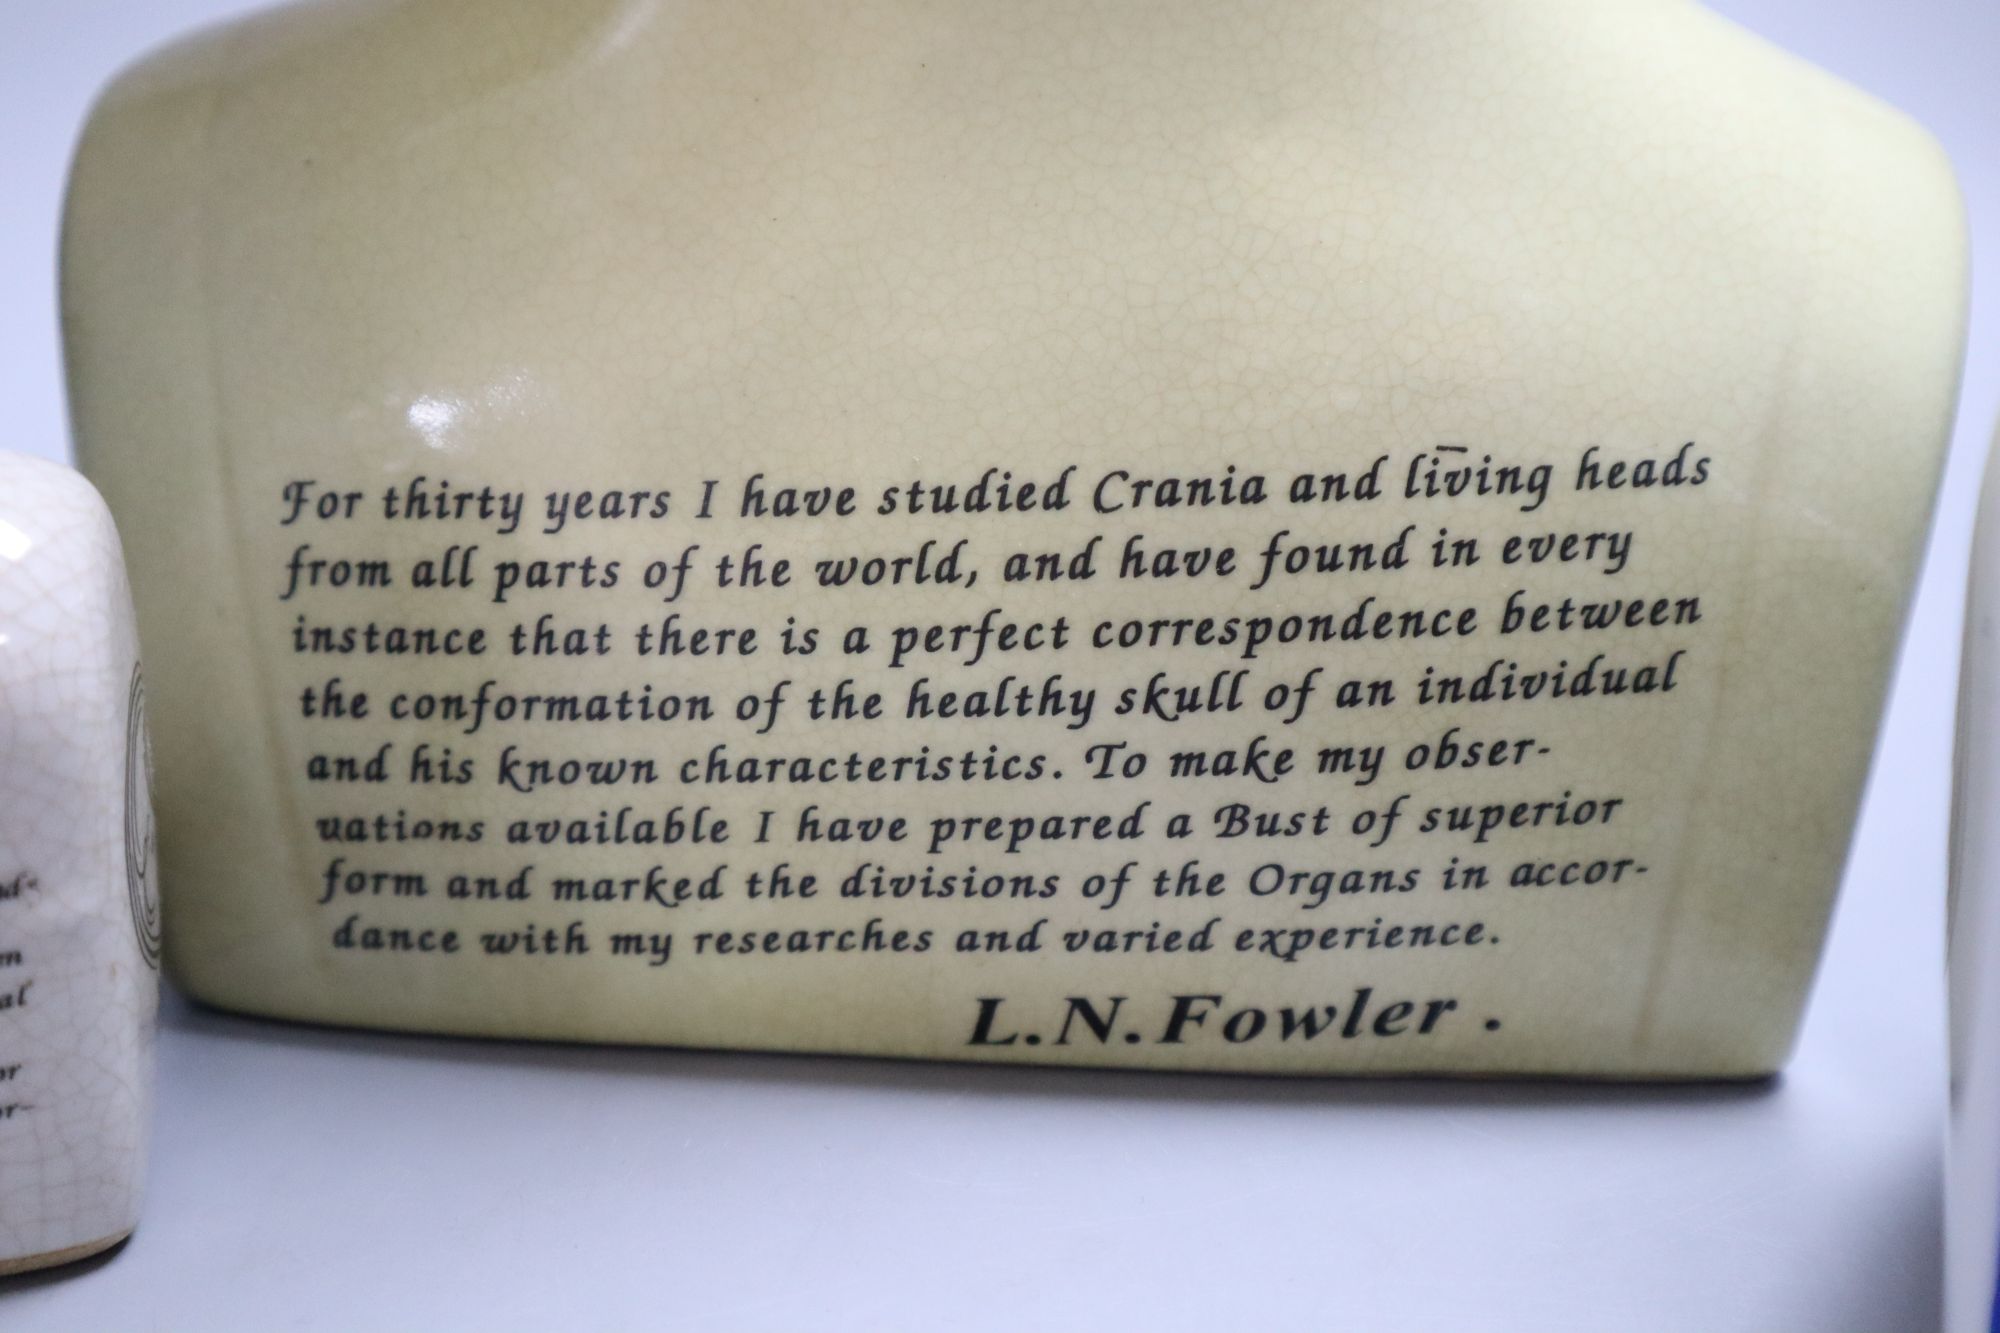 For thirty years I have studied Crania and living heads
from all parts of the world, and have found in every
instance that there is a perfect correspondence between
the conformation of the healthy skull of an individual
and his known characteristics. To make my obser-
uations available I have prepared a Bust of superior
form and marked the divisions of the Organs in accor-
dance with my researches and varied experience.
L.N.Fowler .